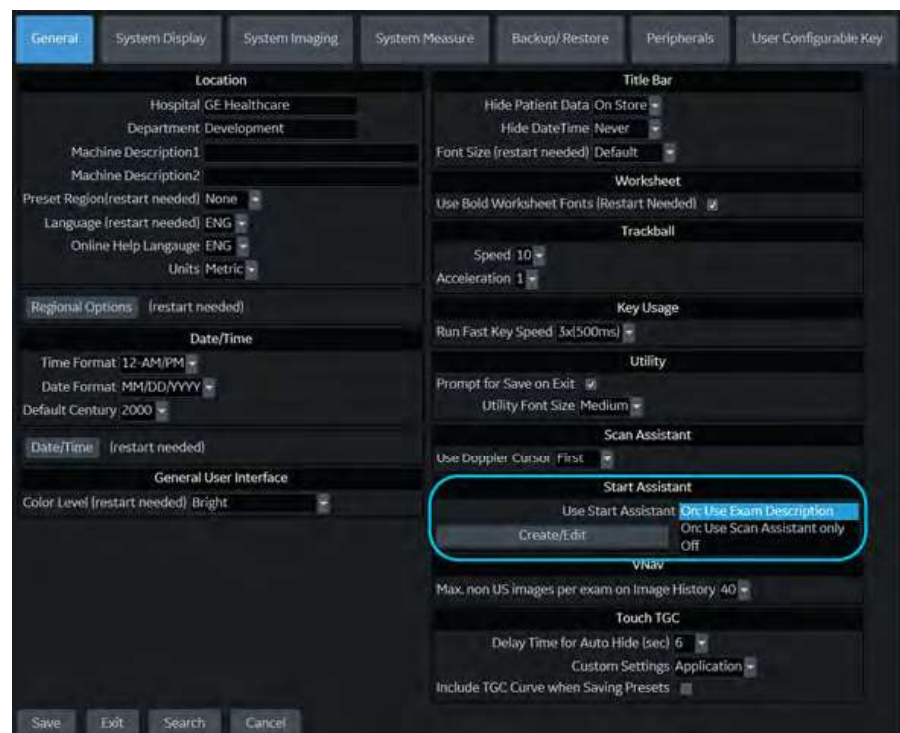 General
System Display
System Imaging
System Measure
Backup/Restore
Peripherals
User Configurable Key
Location
Hospital GE Healthcare
Department Development
Machine Description1
Machine Description2
Preset Region(restart needed) None
Language (restart needed) ENG
Online Help Langauge ENG
Units Metric
Regional Options (restart needed)
Date/Time
Time Format 12-AM/PM
Date Format MM/DD/YYYY
Default Century 2000
Date/Time (restart needed)
General User Interface
Color Level (restart needed) Bright
Title Bar
Hide Patient Data On Store
Hide DateTime Never
Font Size (restart needed) Default
Worksheet
Use Bold Worksheet Fonts (Restart Needed)
Trackball
Speed 10
Acceleration 1
Key Usage
Run Fast Key Speed 3x(500ms)
Utility
Prompt for Save on Exit
Utility Font Size Medium
Scan Assistant
Use Doppler Cursor First
Start Assistant
Use Start Assistant On: Use Exam Description
On: Use Scan Assistant only
Create/Edit
Off
VNav
Max. non US images per exam on Image History 40
Touch TGC
Delay Time for Auto Hide (sec) 6
Custom Settings Application
Include TGC Curve when Saving Presets
Save
Exit
Search
Cancel